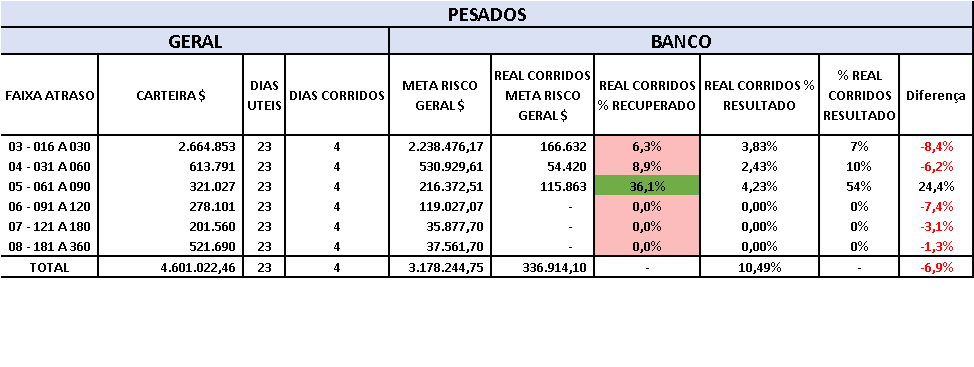 PESADOS
GERAL BANCO
FAIXA ATRASO CARTEIRA $ DIAS UTEIS DIAS CORRIDOS META RISCO GERAL $ REAL CORRIDOS META RISCO GERAL $ REAL CORRIDOS % RECUPERADO REAL CORRIDOS % RESULTADO % REAL CORRIDOS RESULTADO Diferença
03 - 016 A 030 2.664.853 23 4 2.238.476,17 166.632 6,3% 3,83% 7% -8,4%
04 - 031 A 060 613.791 23 4 530.929,61 54.420 8,9% 2,43% 10% -6,2%
05 - 061 A 090 321.027 23 4 216.372,51 115.863 36,1% 4,23% 54% 24,4%
06 - 091 A 120 278.101 23 4 119.027,07 - 0,0% 0,00% 0% -7,4%
07 - 121 A 180 201.560 23 4 35.877,70 - 0,0% 0,00% 0% -3,1%
08 - 181 A 360 521.690 23 4 37.561,70 - 0,0% 0,00% 0% -1,3%
TOTAL 4.601.022,46 23 4 3.178.244,75 336.914,10 - 10,49% - -6,9%